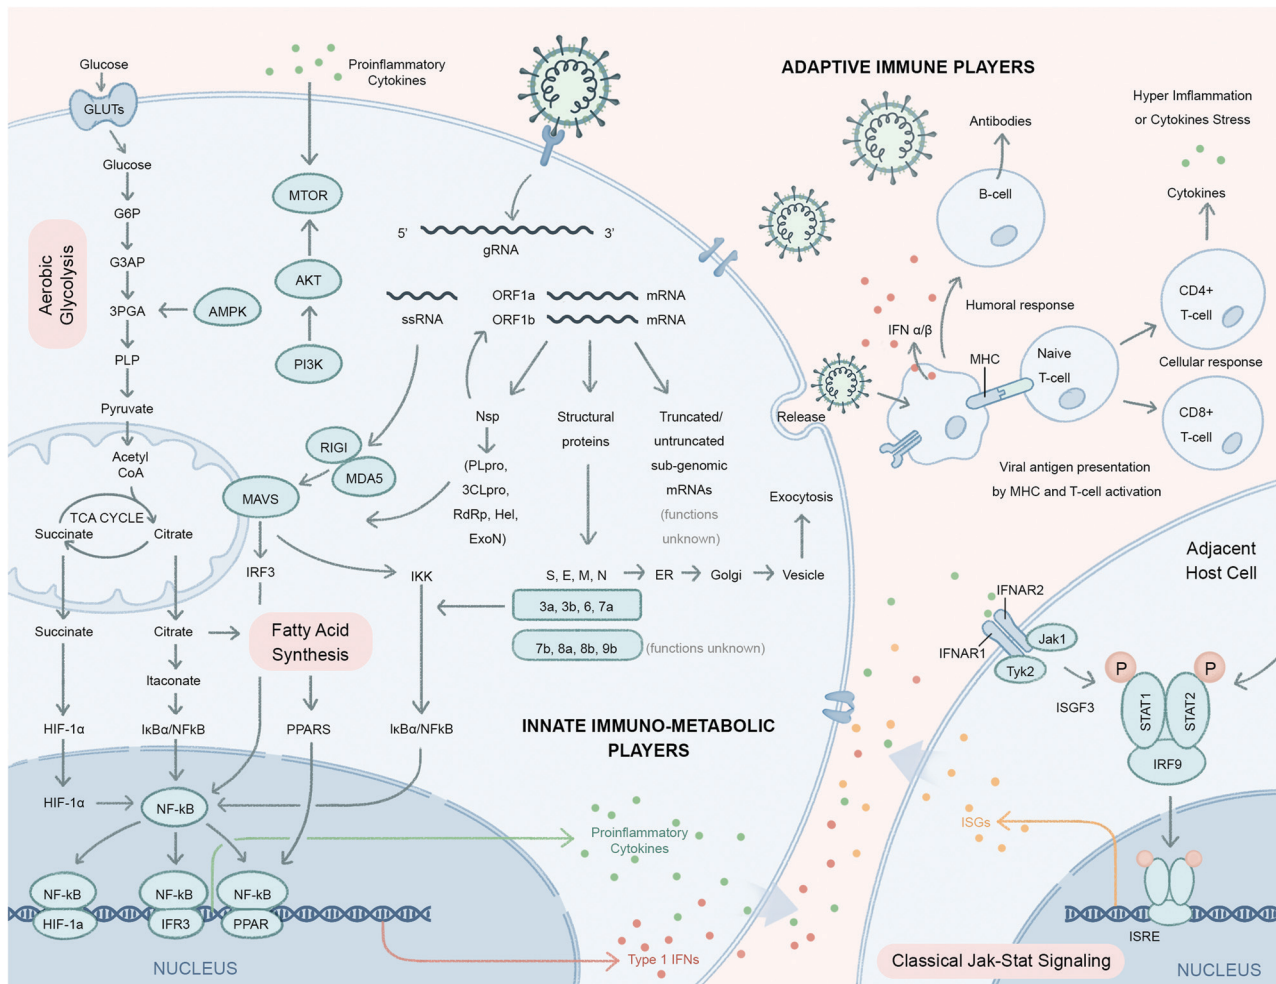 Glucose
GLUTs
Glucose
G6P
G3AP
3PGA
AMPK
PLP
Pyruvate
Acetyl
CoA
Aerobic
Glycolysis
TCA CYCLE
Succinate
Citrate
Succinate
Citrate
Itaconate
HIF-1α
IκBα/NFkB
HIF-1α
Proinflammatory
Cytokines
MTOR
AKT
PI3K
5'
3'
gRNA
ssRNA
ORF1a
mRNA
ORF1b
mRNA
RIGI
MDA5
MAVS
IRF3
IKK
Nsp
(PLpro,
3CLpro,
RdRp, Hel,
ExoN)
Structural
proteins
Truncated/
untruncated
sub-genomic
mRNAs
(functions
unknown)
S, E, M, N
ER
Golgi
Vesicle
Exocytosis
Release
3a, 3b, 6, 7a
7b, 8a, 8b, 9b
(functions unknown)
Fatty Acid
Synthesis
PPARS
IκBα/NFkB
INNATE IMMUNO-METABOLIC
PLAYERS
NF-kB
NF-kB
HIF-1a
NF-kB
IFR3
NF-kB
PPAR
NUCLEUS
Proinflammatory
Cytokines
Type 1 IFNs
ADAPTIVE IMMUNE PLAYERS
Antibodies
B-cell
Hyper Imflammation
or Cytokines Stress
Cytokines
CD4+
T-cell
Humoral response
IFN α/β
MHC
Naive
T-cell
Cellular response
CD8+
T-cell
Viral antigen presentation
by MHC and T-cell activation
Adjacent
Host Cell
IFNAR2
IFNAR1
Jak1
Tyk2
ISGF3
P
P
STAT1
STAT2
IRF9
ISGs
ISRE
Classical Jak-Stat Signaling
NUCLEUS